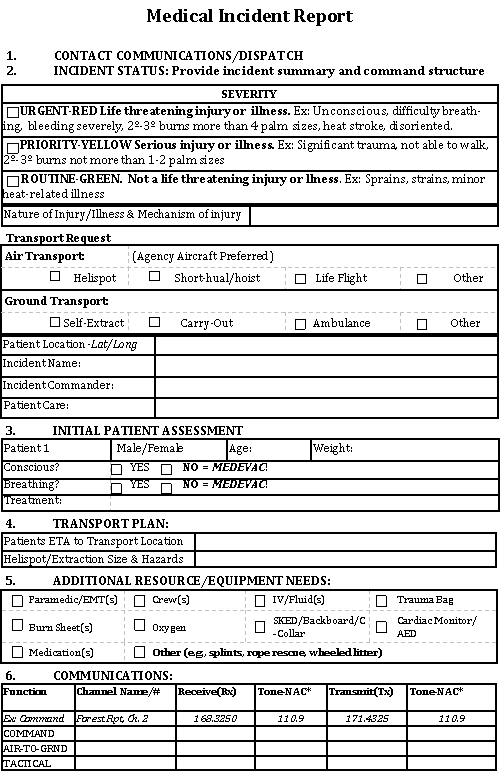 Medical Incident Report
1. CONTACT COMMUNICATIONS/DISPATCH
2. INCIDENT STATUS: Provide incident summary and command structure
SEVERITY
URGENT-RED Life threatening injury or illness. Ex: Unconscious, difficulty breath-
ing, bleeding severely, 2º-3º burns more than 4 palm sizes, heat stroke, disoriented.
PRIORITY-YELLOW Serious injury or illness. Ex: Significant trauma, not able to walk,
2º-3º burns not more than 1-2 palm sizes
ROUTINE-GREEN. Not a life threatening injury or llness. Ex: Sprains, strains, minor
heat-related illness
Nature of Injury/Illness & Mechanism of injury
Transport Request
Air Transport: (Agency Aircraft Preferred)
Helispot Short-hual/hoist Life Flight Other
Ground Transport:
Self-Extract Carry-Out Ambulance Other
Patient Location -Lat/Long
Incident Name:
Incident Commander:
Patient Care:
3. INITIAL PATIENT ASSESSMENT
Patient 1 Male/Female Age: Weight:
Conscious? YES NO = MEDEVAC!
Breathing? YES NO = MEDEVAC!
Treatment:
4. TRANSPORT PLAN:
Patients ETA to Transport Location
Helispot/Extraction Size & Hazards
5. ADDITIONAL RESOURCE/EQUIPMENT NEEDS:
Paramedic/EMT(s) Crew(s) IV/Fluid(s) Trauma Bag
Burn Sheet(s) Oxygen SKED/Backboard/C
-Collar Cardiac Monitor/
AED
Medication(s) Other (e.g., splints, rope rescue, wheeled litter)
6. COMMUNICATIONS:
Function Channel Name/# Receive(Rx) Tone-NAC* Transmit(Tx) Tone-NAC*
Ex: Command Forest Rpt, Ch. 2 168.3250 110.9 171.4325 110.9
COMMAND
AIR-TO-GRND
TACTICAL